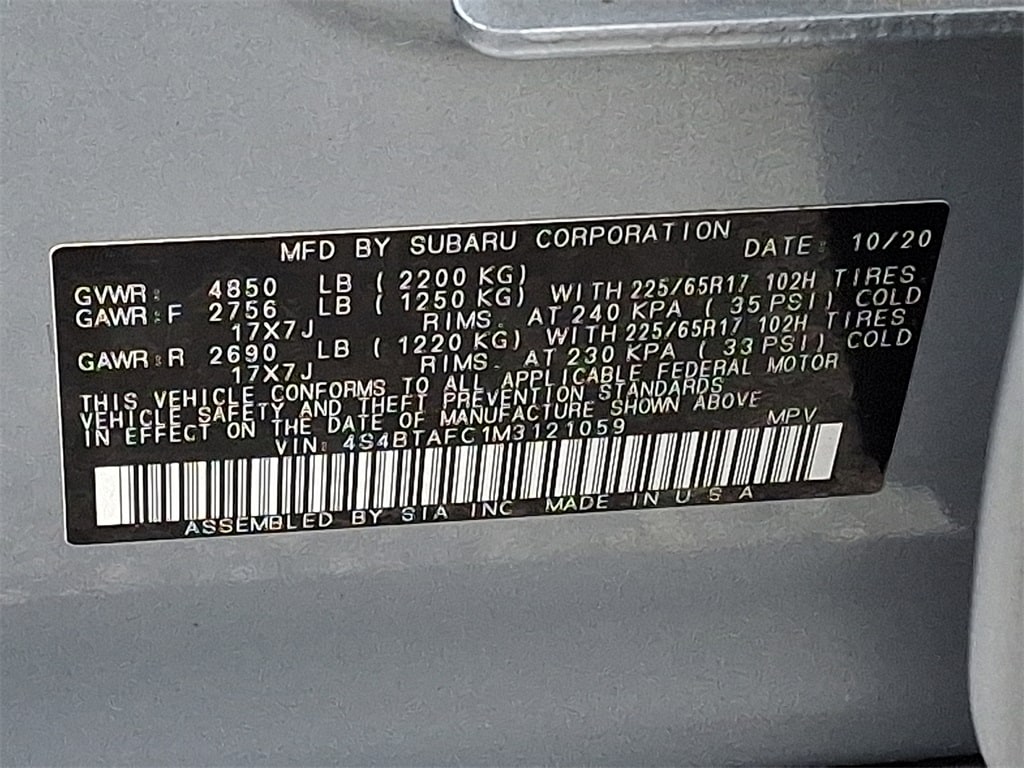 MFD BY SUBARU CORPORATION DATE: 10/20
GVWR: 4850 LB ( 2200 KG)
GAWR:F 2756 LB ( 1250 KG) WITH 225/65R17 102H TIRES
17X7J RIMS. AT 240 KPA ( 35 PSI) COLD
GAWR:R 2690 LB ( 1220 KG) WITH 225/65R17 102H TIRES
17X7J RIMS. AT 230 KPA ( 33 PSI) COLD
THIS VEHICLE CONFORMS TO ALL APPLICABLE FEDERAL MOTOR
VEHICLE SAFETY AND THEFT PREVENTION STANDARDS
IN EFFECT ON THE DATE OF MANUFACTURE SHOWN ABOVE
VIN: 4S4BTAFC1M3121059 MPV
ASSEMBLED BY SIA INC MADE IN U S A